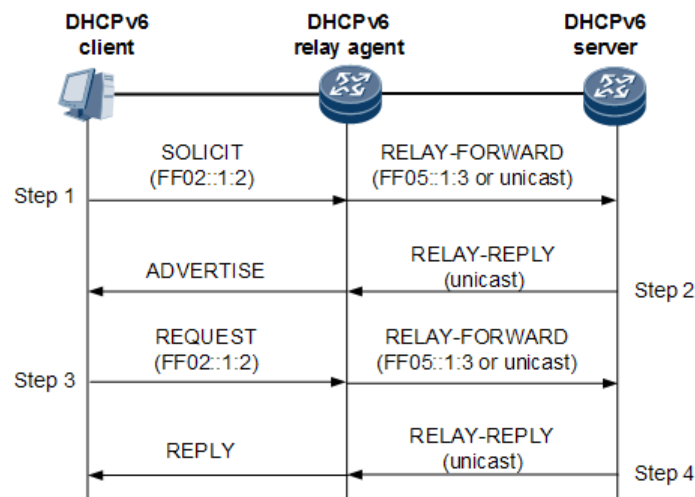 DHCPv6 client
DHCPv6 relay agent
DHCPv6 server
SOLICIT
(FF02::1:2)
RELAY-FORWARD
(FF05::1:3 or unicast)
Step 1
ADVERTISE
RELAY-REPLY
(unicast)
Step 2
REQUEST
(FF02::1:2)
RELAY-FORWARD
(FF05::1:3 or unicast)
Step 3
REPLY
RELAY-REPLY
(unicast)
Step 4